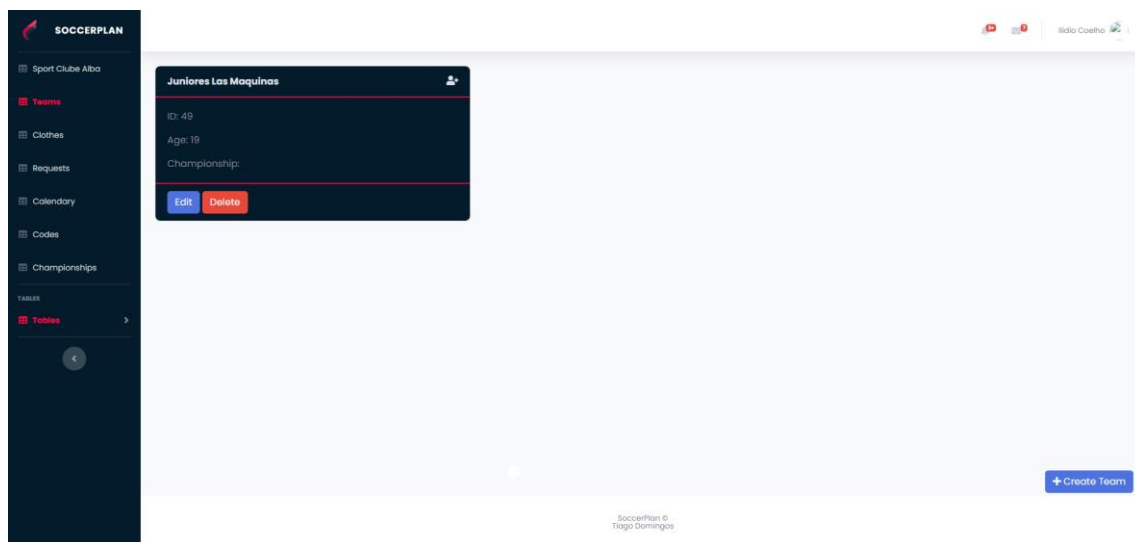 SOCCERPLAN
Ilidio Coelho
Sport Clube Alba
Teams
Clothes
Requests
Calendary
Codes
Championships
TABLES
Tables
Juniores Las Maquinas
ID: 49
Age: 19
Championship:
Edit Delete
+ Create Team
SoccerPlan ©
Tiago Domingos